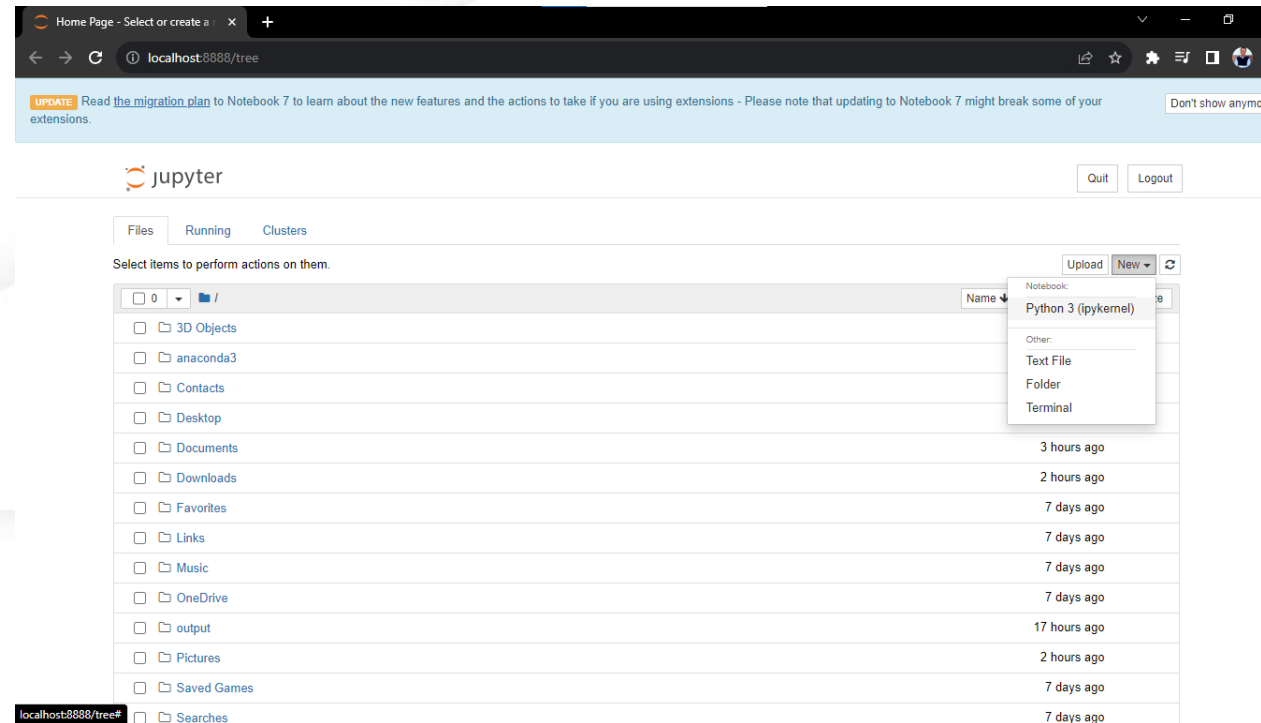 Home Page - Select or create a
localhost:8888/tree
UPDATE Read the migration plan to Notebook 7 to learn about the new features and the actions to take if you are using extensions - Please note that updating to Notebook 7 might break some of your
extensions.
Don't show anymo
jupyter
Quit
Logout
Files
Running
Clusters
Select items to perform actions on them.
Upload
New
0
/
Name
Notebook:
Python 3 (ipykernel)
Other:
Text File
Folder
Terminal
3D Objects
anaconda3
Contacts
Desktop
Documents 3 hours ago
Downloads 2 hours ago
Favorites 7 days ago
Links 7 days ago
Music 7 days ago
OneDrive 7 days ago
output 17 hours ago
Pictures 2 hours ago
Saved Games 7 days ago
Searches 7 days ago
localhost:8888/tree#